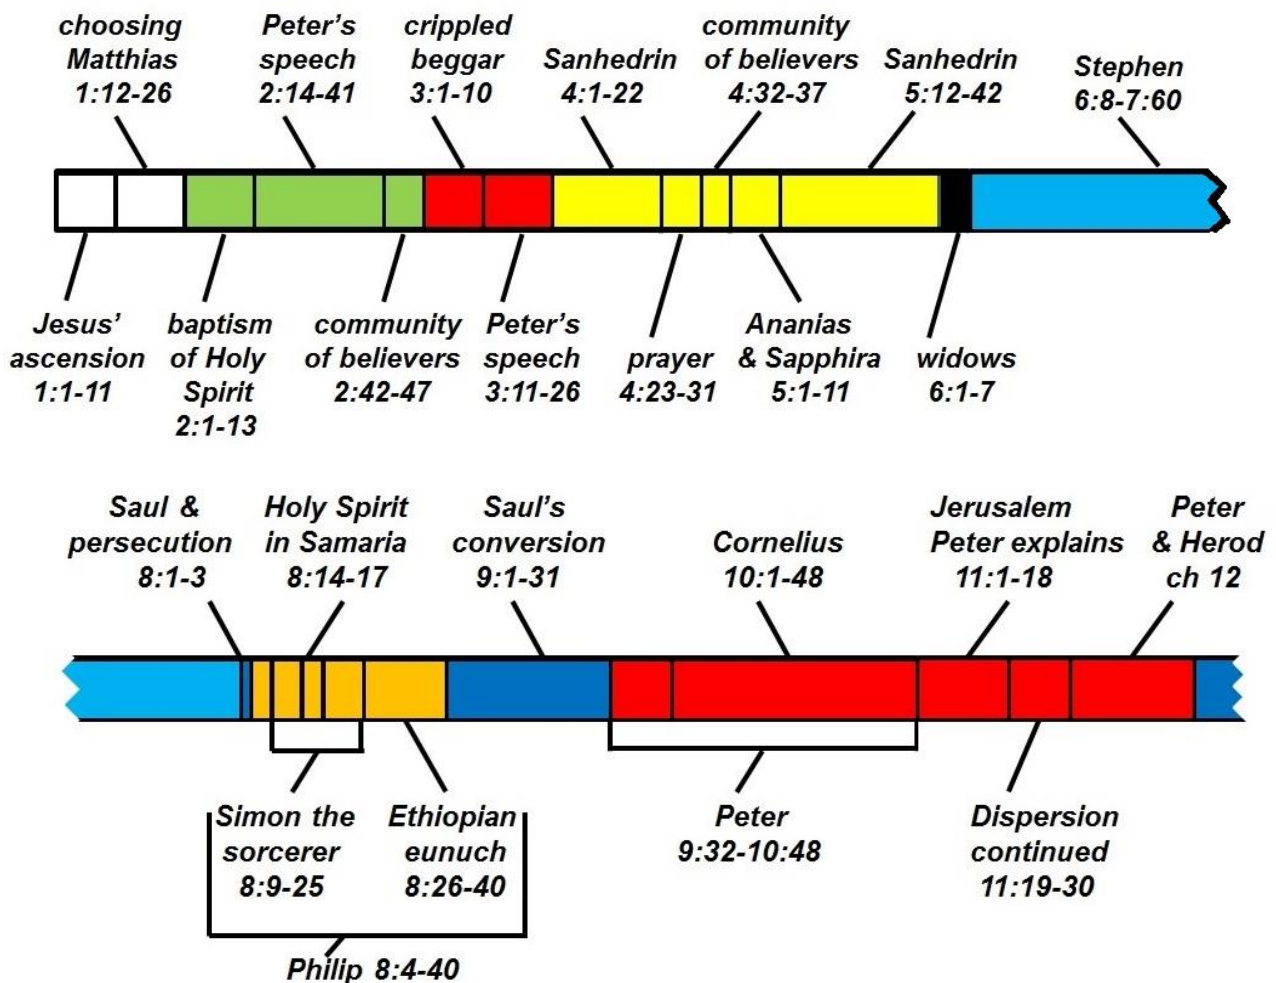 choosing
Matthias
1:12-26
Peter's
speech
2:14-41
crippled
beggar
3:1-10
Sanhedrin
4:1-22
community
of believers
4:32-37
Sanhedrin
5:12-42
Stephen
6:8-7:60
Jesus'
ascension
1:1-11
baptism
of Holy
Spirit
2:1-13
community
of believers
2:42-47
Peter's
speech
3:11-26
prayer
4:23-31
Ananias
& Sapphira
5:1-11
widows
6:1-7
Saul &
persecution
8:1-3
Holy Spirit
in Samaria
8:14-17
Saul's
conversion
9:1-31
Cornelius
10:1-48
Jerusalem
Peter explains
11:1-18
Peter
& Herod
ch 12
Simon the
sorcerer
8:9-25
Ethiopian
eunuch
8:26-40
Peter
9:32-10:48
Dispersion
continued
11:19-30
Philip 8:4-40